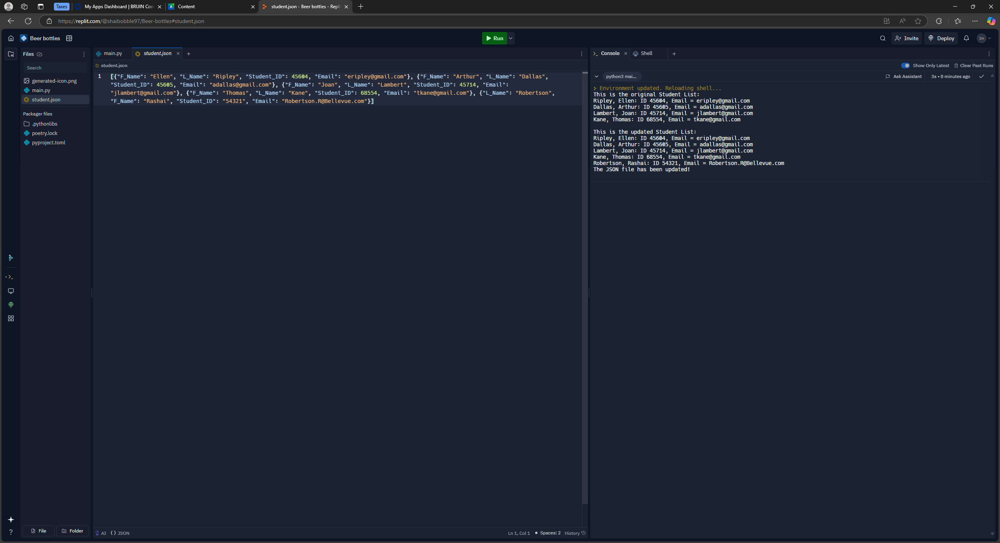 Taxes
My Apps Dashboard | BRUIN Con
Content
student.json - Beer bottles - Repli
https://replit.com/@shaibobble97/Beer-bottles#student.json
Beer bottles
Run
Invite
Deploy
SH
Files
Search
generated-icon.png
main.py
student.json
Packager files
.pythonlibs
poetry.lock
pyproject.toml
File
Folder
main.py
student.json
student.json
1
[{"F_Name": "Ellen", "L_Name": "Ripley", "Student_ID": 45604, "Email": "eripley@gmail.com"}, {"F_Name": "Arthur", "L_Name": "Dallas",
"Student_ID": 45605, "Email": "adallas@gmail.com"}, {"F_Name": "Joan", "L_Name": "Lambert", "Student_ID": 45714, "Email":
"jlambert@gmail.com"}, {"F_Name": "Thomas", "L_Name": "Kane", "Student_ID": 68554, "Email": "tkane@gmail.com"}, {"L_Name": "Robertson",
"F_Name": "Rashai", "Student_ID": "54321", "Email": "Robertson.R@Bellevue.com"}]
AI
{} JSON
Ln 1, Col 1
Spaces: 2
History
Console
Shell
Show Only Latest
Clear Past Runs
python3 mai...
Ask Assistant
3s • 8 minutes ago
Environment updated. Reloading shell...
This is the original Student List:
Ripley, Ellen: ID 45604, Email = eripley@gmail.com
Dallas, Arthur: ID 45605, Email = adallas@gmail.com
Lambert, Joan: ID 45714, Email = jlambert@gmail.com
Kane, Thomas: ID 68554, Email = tkane@gmail.com
This is the updated Student List:
Ripley, Ellen: ID 45604, Email = eripley@gmail.com
Dallas, Arthur: ID 45605, Email = adallas@gmail.com
Lambert, Joan: ID 45714, Email = jlambert@gmail.com
Kane, Thomas: ID 68554, Email = tkane@gmail.com
Robertson, Rashai: ID 54321, Email = Robertson.R@Bellevue.com
The JSON file has been updated!